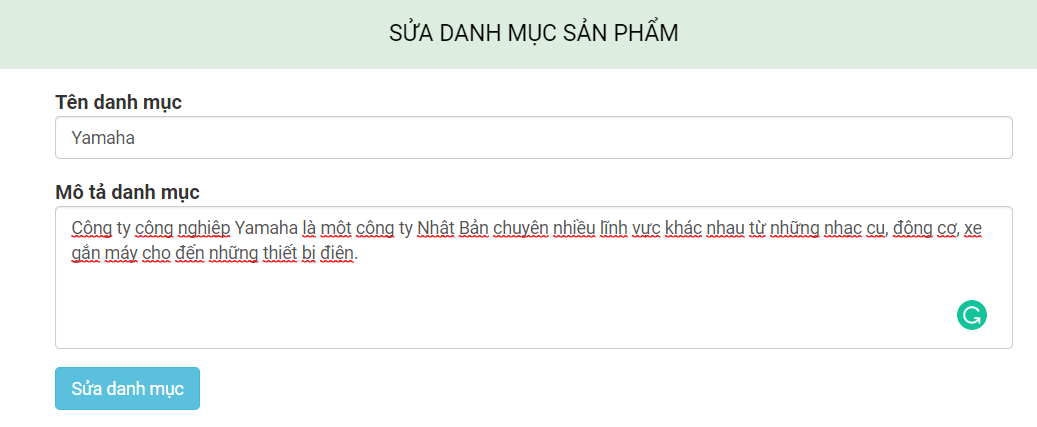 SỬA DANH MỤC SẢN PHẨM
Tên danh mục
Yamaha
Mô tả danh mục
Công ty công nghiệp Yamaha là một công ty Nhật Bản chuyên nhiều lĩnh vực khác nhau từ những nhạc cụ, động cơ, xe
gắn máy cho đến những thiết bị điện.
Sửa danh mục